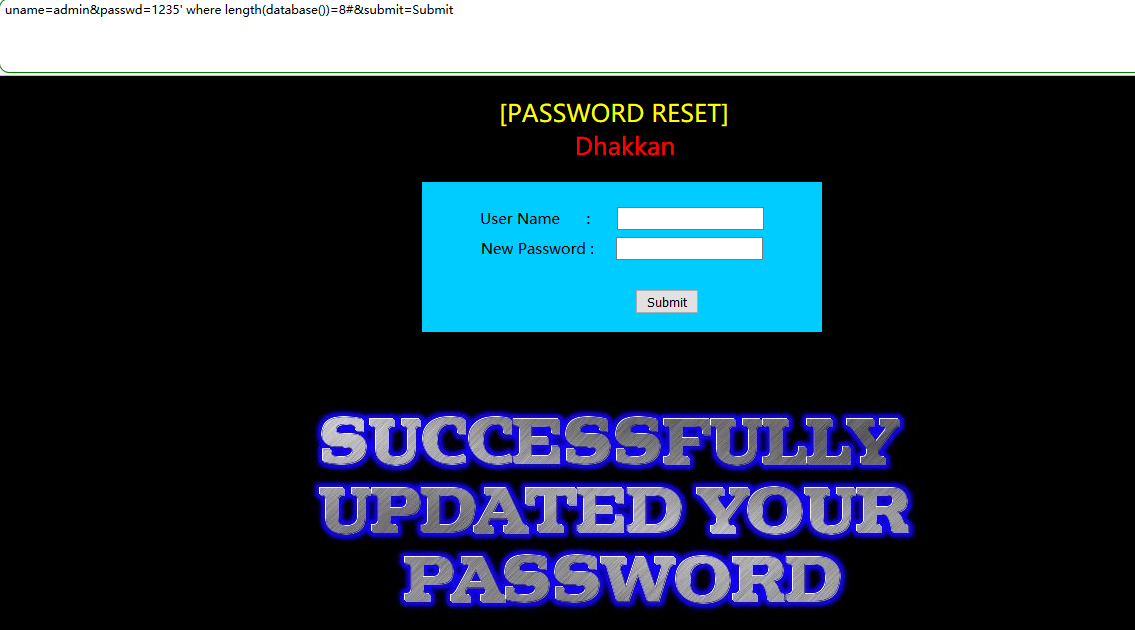 uname=admin&passwd=1235' where length(database())=8#&submit=Submit
[PASSWORD RESET]
Dhakkan
User Name :
New Password :
Submit
SUCCESSFULLY
UPDATED YOUR
PASSWORD